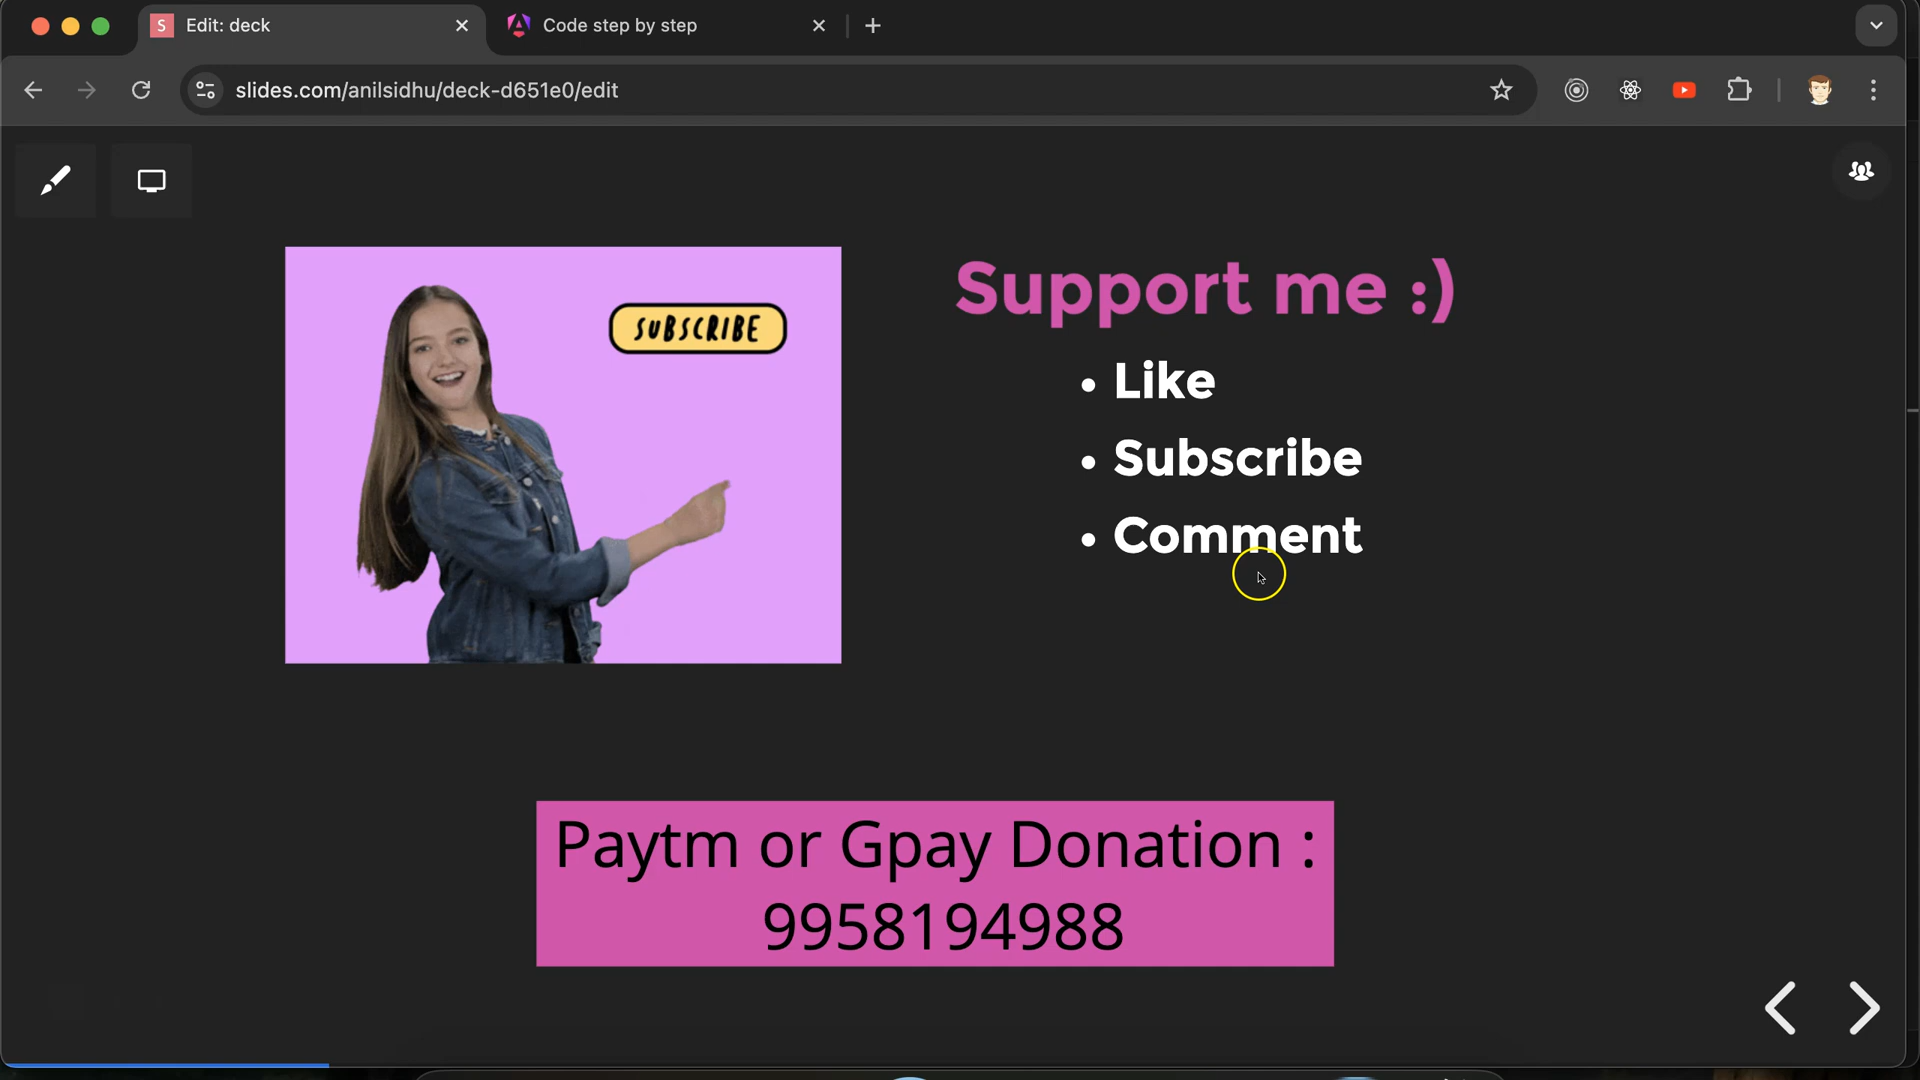 S Edit: deck
Code step by step
slides.com/anilsidhu/deck-d651e0/edit
SUBSCRIBE
Support me :)
• Like
• Subscribe
• Comment
Paytm or Gpay Donation :
9958194988